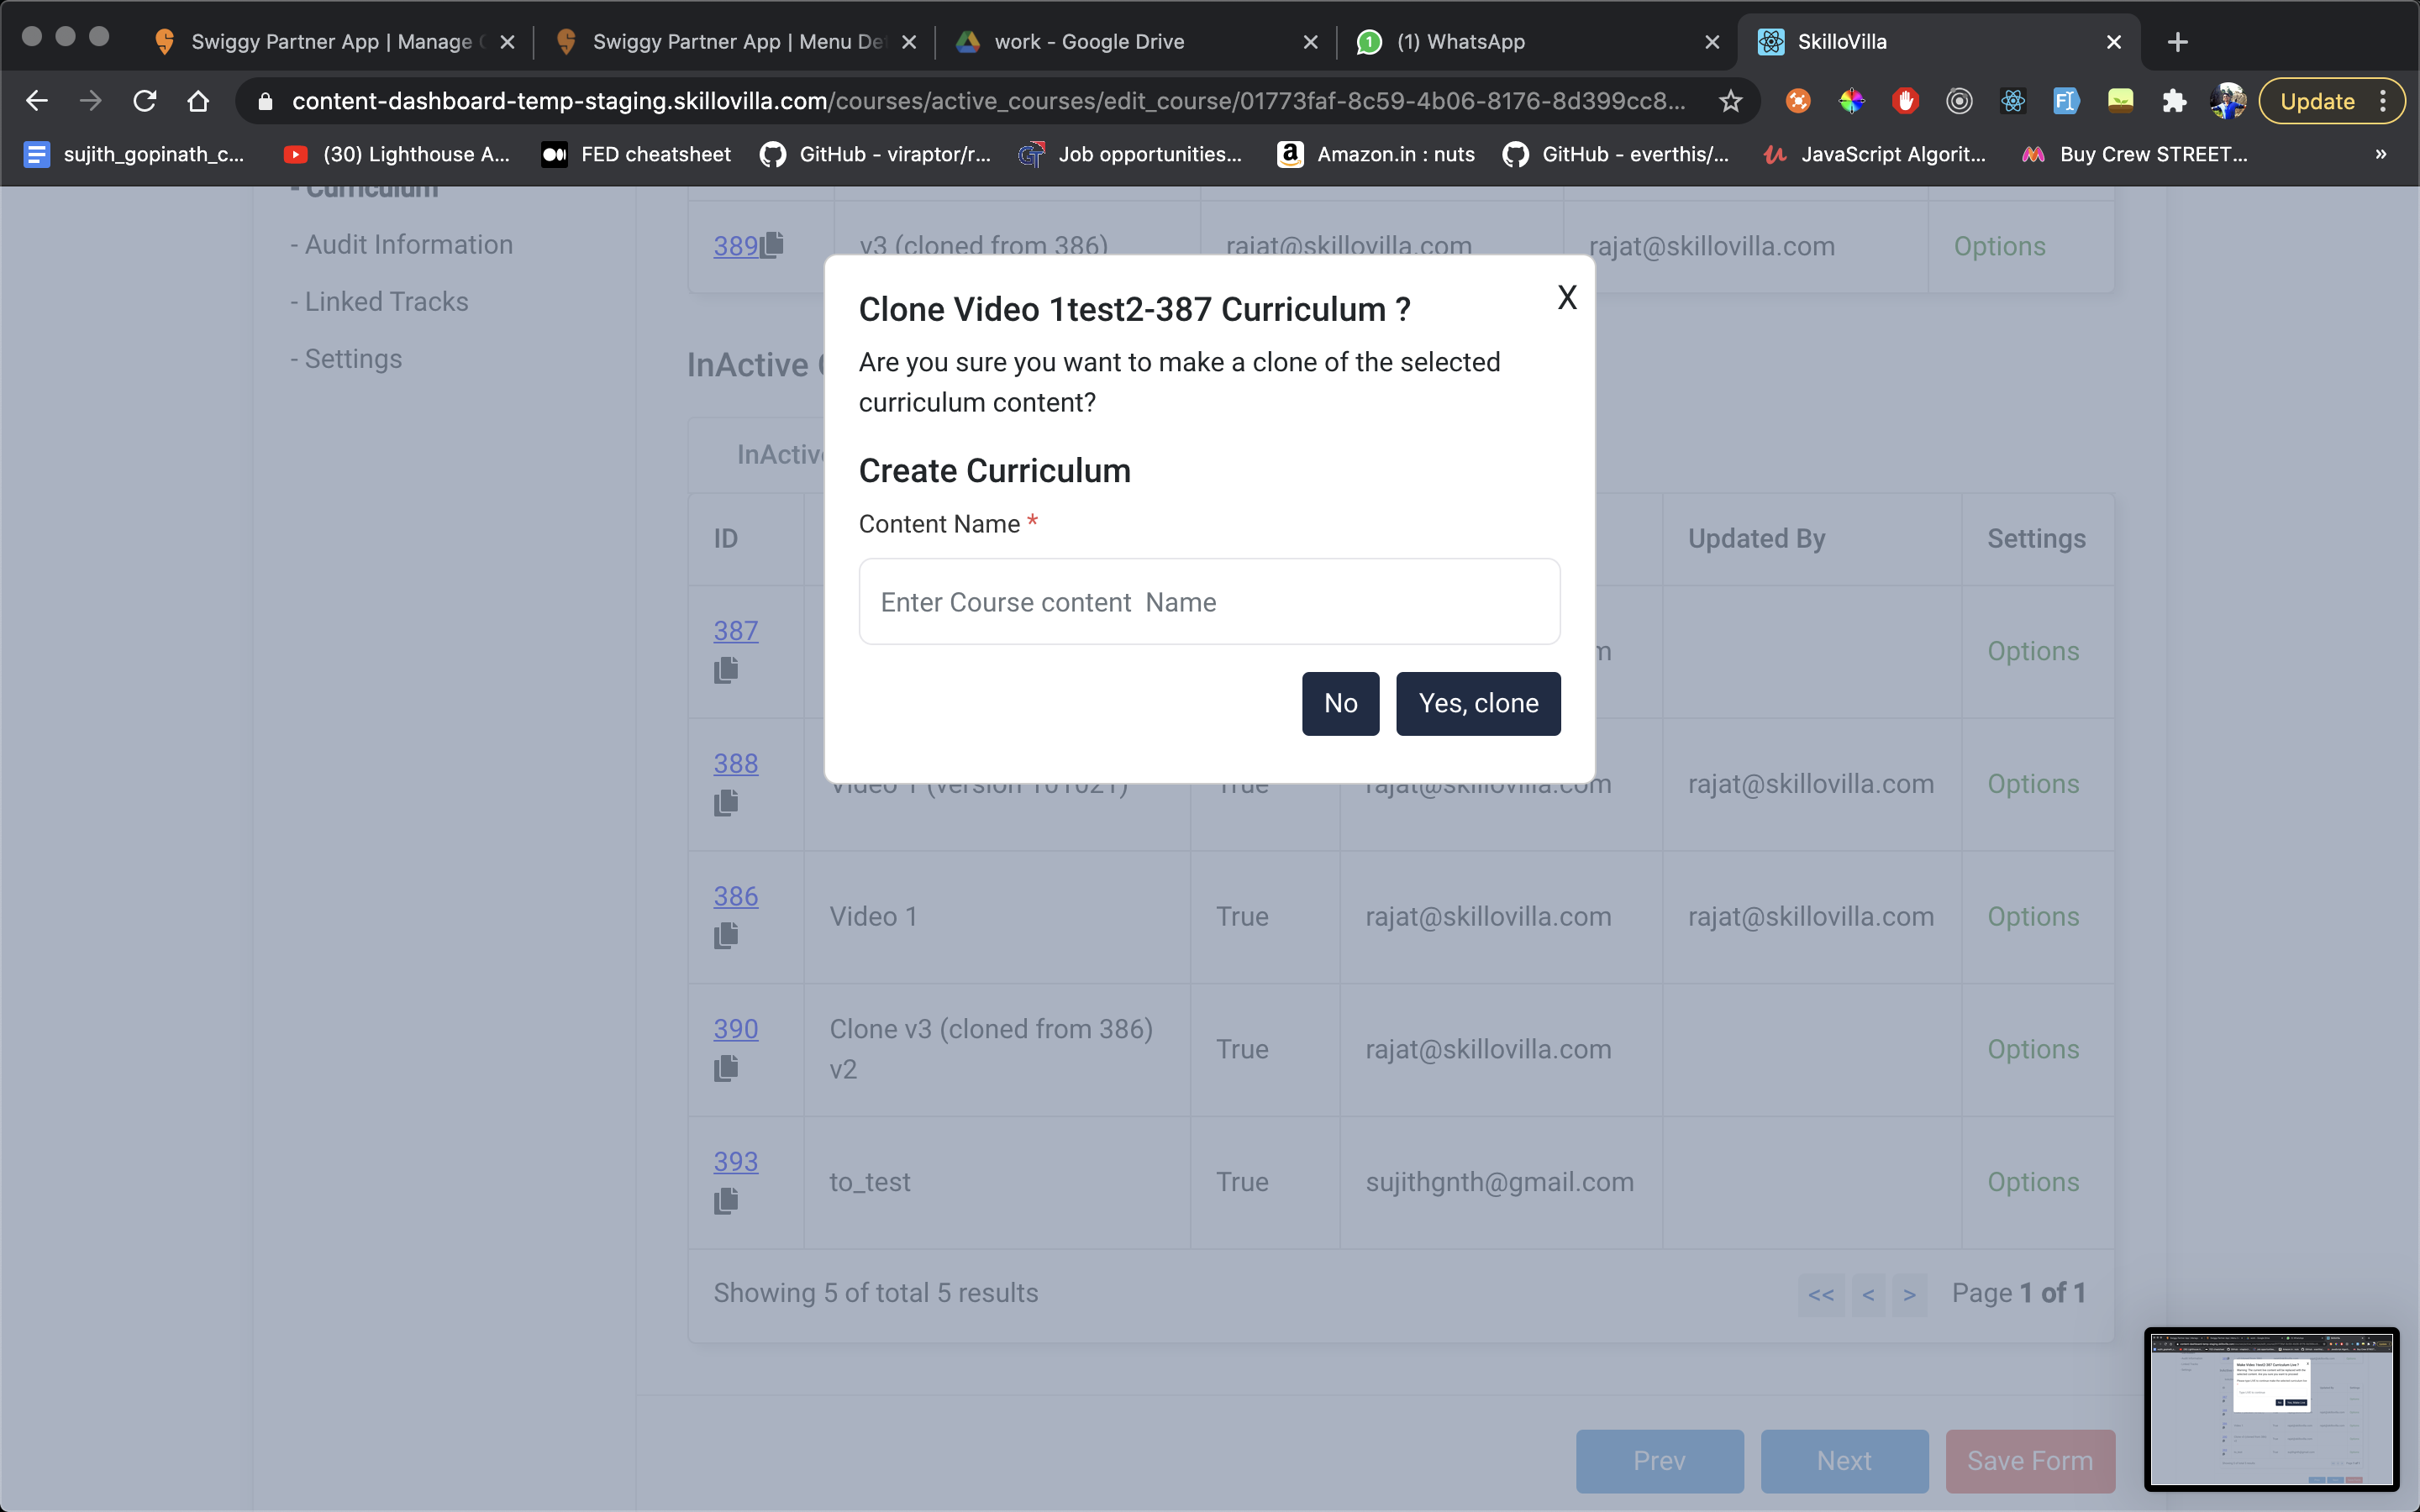 Swiggy Partner App | Manage
Swiggy Partner App | Menu De
work - Google Drive
(1) WhatsApp
SkilloVilla
content-dashboard-temp-staging.skillovilla.com/courses/active_courses/edit_course/01773faf-8c59-4b06-8176-8d399cc8...
Update
sujith_gopinath_c...
(30) Lighthouse A...
FED cheatsheet
GitHub - viraptor/r...
Job opportunities...
Amazon.in : nuts
GitHub - everthis/...
JavaScript Algorit...
Buy Crew STREET...
»
- Curriculum
- Audit Information
- Linked Tracks
- Settings
389
v3 (cloned from 386)
rajat@skillovilla.com
rajat@skillovilla.com
Options
InActive
InActive
Clone Video 1test2-387 Curriculum ?
X
Are you sure you want to make a clone of the selected
curriculum content?
Create Curriculum
Content Name *
Enter Course content  Name
No
Yes, clone
ID
Updated By
Settings
387
m
Options
388
Video 1 (version 101021)
True
rajat@skillovilla.com
rajat@skillovilla.com
Options
386
Video 1
True
rajat@skillovilla.com
rajat@skillovilla.com
Options
390
Clone v3 (cloned from 386)
v2
True
rajat@skillovilla.com
Options
393
to_test
True
sujithgnth@gmail.com
Options
Showing 5 of total 5 results
<<
<
>
Page 1 of 1
Prev
Next
Save Form